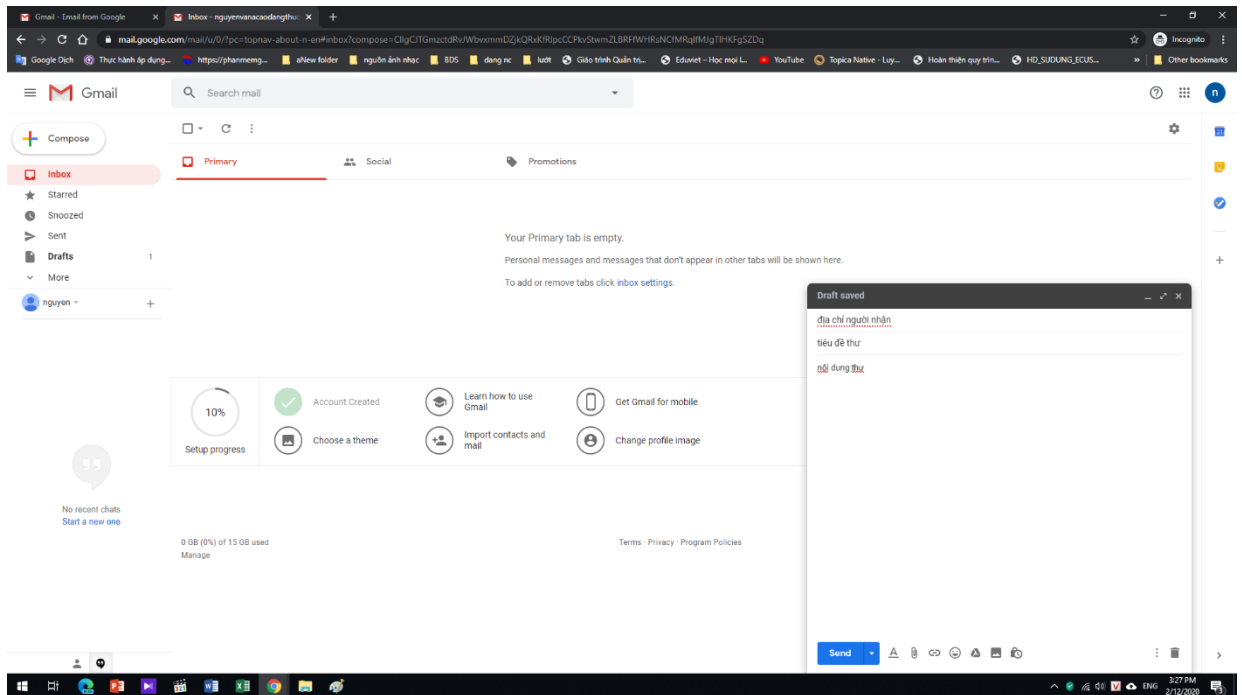 Gmail - Email from Google
Inbox - nguyenvanacaodangthu
mail.google.com/mail/u/0/?pc=topnav-about-n-en#inbox?compose=
Incognito
Google Dịch
Thực hành áp dụng...
https://phanmemg...
aNew folder
nguồn ảnh nhạc
BDS
dang nc
lướt
Giáo trình Quản trị...
Eduviet – Học mọi L...
YouTube
Topica Native - Luy...
Hoàn thiện quy trìn...
HD_SUDUNG_ECUS...
Other bookmarks
Gmail
Search mail
n
Compose
Primary
Social
Promotions
Inbox
Starred
Snoozed
Sent
Drafts 1
More
nguyen
Your Primary tab is empty.
Personal messages and messages that don't appear in other tabs will be shown here.
To add or remove tabs click inbox settings.
Draft saved
địa chỉ người nhận
tiêu đề thư
nôi dung thư
10%
Setup progress
Account Created
Learn how to use
Gmail
Get Gmail for mobile
Choose a theme
Import contacts and
mail
Change profile image
No recent chats
Start a new one
0 GB (0%) of 15 GB used
Manage
Terms · Privacy · Program Policies
Send
ENG
3:27 PM
2/12/2020